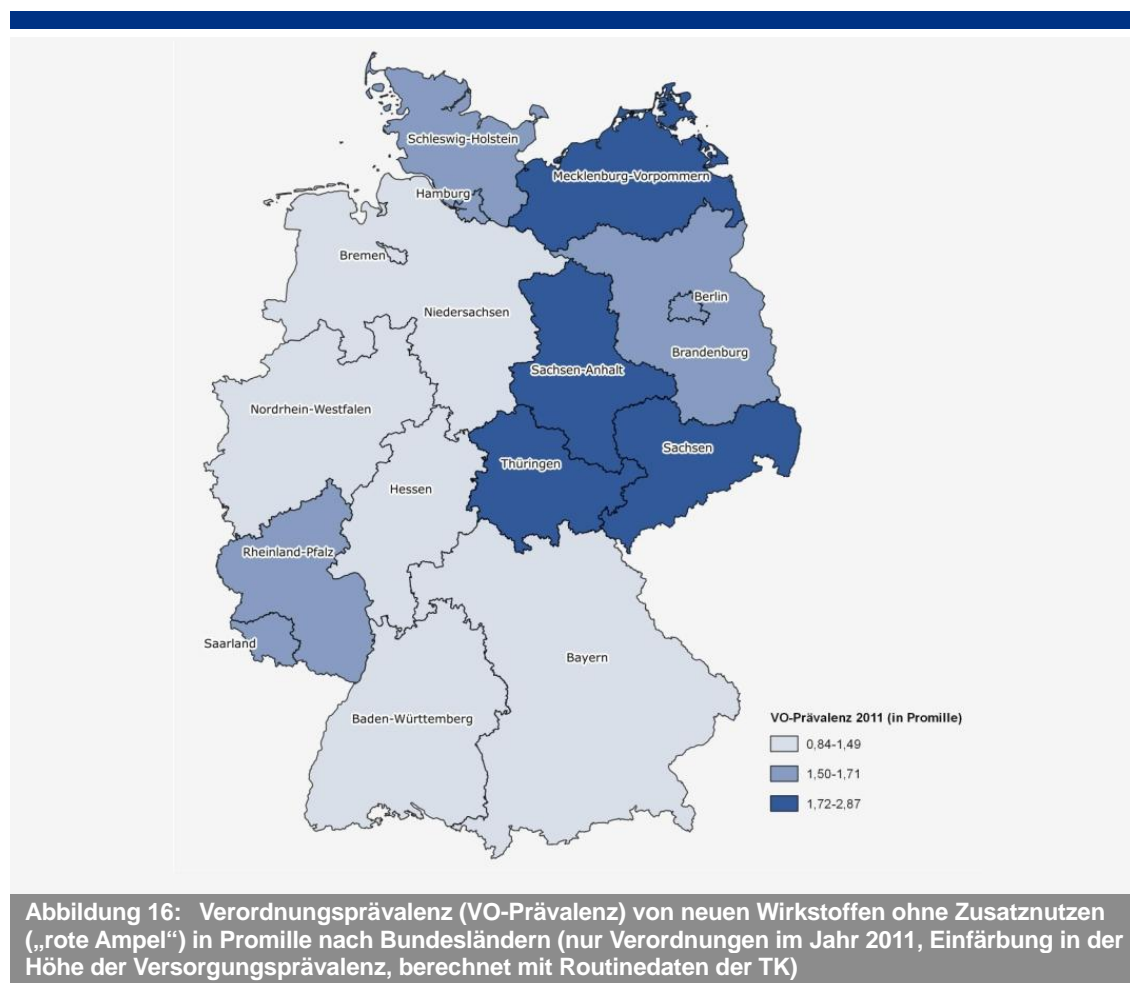 Schleswig-Holstein
Mecklenburg-Vorpommern
Hamburg
Bremen
Berlin
Niedersachsen
Brandenburg
Sachsen-Anhalt
Nordrhein-Westfalen
Sachsen
Thüringen
Hessen
Rheinland-Pfalz
Saarland
Bayern
Baden-Württemberg
VO-Prävalenz 2011 (in Promille)
0,84-1,49
1,50-1,71
1,72-2,87
Abbildung 16: Verordnungsprävalenz (VO-Prävalenz) von neuen Wirkstoffen ohne Zusatznutzen
(„rote Ampel“) in Promille nach Bundesländern (nur Verordnungen im Jahr 2011, Einfärbung in der
Höhe der Versorgungsprävalenz, berechnet mit Routinedaten der TK)